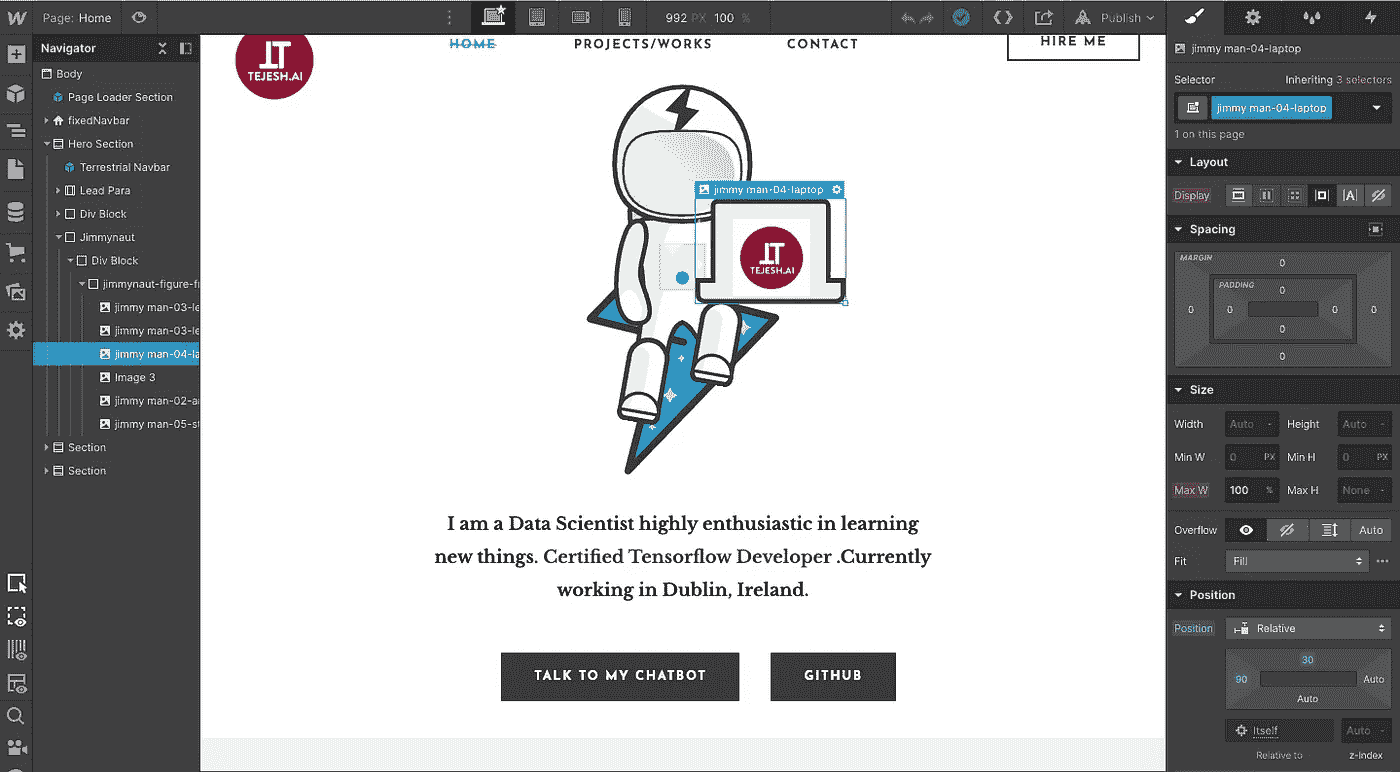 Page: Home
992 PX 100 %
Publish
Navigator
Body
Page Loader Section
fixedNavbar
Hero Section
Terrestrial Navbar
Lead Para
Div Block
Jimmynaut
Div Block
jimmynaut-figure-fr
jimmy man-03-le
jimmy man-03-le
jimmy man-04-la
Image 3
jimmy man-02-a
jimmy man-05-st
Section
Section
TEJESH.AI
HOME
PROJECTS/WORKS
CONTACT
HIRE ME
jimmy man-04-laptop
TEJESH.AI
I am a Data Scientist highly enthusiastic in learning
new things. Certified Tensorflow Developer .Currently
working in Dublin, Ireland.
TALK TO MY CHATBOT
GITHUB
jimmy man-04-laptop
Selector Inheriting 3 selectors
jimmy man-04-laptop
1 on this page
Layout
Display
Spacing
MARGIN
0
PADDING
0
0 0 0 0
0
0
Size
Width Auto - Height Auto -
Min W 0 PX Min H 0 PX
Max W 100 % Max H None -
Overflow Auto
Fit Fill
Position
Position Relative
30
90 Auto
Auto
Itself Auto -
Relative to z-Index